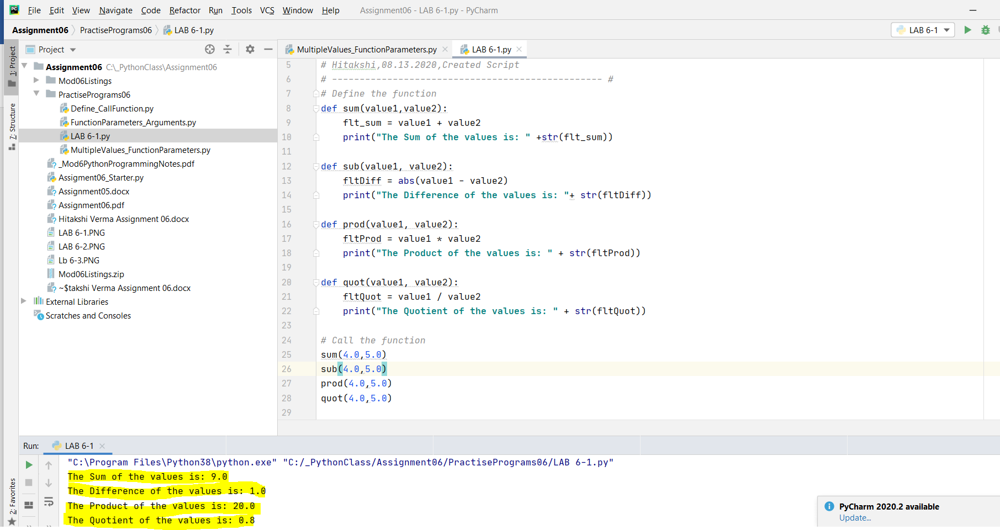 File Edit View Navigate Code Refactor Run Tools VCS Window Help Assignment06 - LAB 6-1.py - PyCharm
Assignment06 PractisePrograms06 LAB 6-1.py LAB 6-1
1: Project
7: Structure
2: Favorites
Project
Assignment06 C:\_PythonClass\Assignment06
Mod06Listings
PractisePrograms06
Define_CallFunction.py
FunctionParameters_Arguments.py
LAB 6-1.py
MultipleValues_FunctionParameters.py
_Mod6PythonProgrammingNotes.pdf
Assigment06_Starter.py
Assignment05.docx
Assignment06.pdf
Hitakshi Verma Assignment 06.docx
LAB 6-1.PNG
LAB 6-2.PNG
Lb 6-3.PNG
Mod06Listings.zip
~$takshi Verma Assignment 06.docx
External Libraries
Scratches and Consoles
MultipleValues_FunctionParameters.py LAB 6-1.py
5 # Hitakshi,08.13.2020,Created Script
6 # ------------------------------------------------- #
7 # Define the function
8 def sum(value1,value2):
9 flt_sum = value1 + value2
10 print("The Sum of the values is: " +str(flt_sum))
11
12 def sub(value1, value2):
13 fltDiff = abs(value1 - value2)
14 print("The Difference of the values is: "+ str(fltDiff))
15
16 def prod(value1, value2):
17 fltProd = value1 * value2
18 print("The Product of the values is: " + str(fltProd))
19
20 def quot(value1, value2):
21 fltQuot = value1 / value2
22 print("The Quotient of the values is: " + str(fltQuot))
23
24 # Call the function
25 sum(4.0,5.0)
26 sub(4.0,5.0)
27 prod(4.0,5.0)
28 quot(4.0,5.0)
29
Run: LAB 6-1
"C:\Program Files\Python38\python.exe" "C:/_PythonClass/Assignment06/PractisePrograms06/LAB 6-1.py"
The Sum of the values is: 9.0
The Difference of the values is: 1.0
The Product of the values is: 20.0
The Quotient of the values is: 0.8
PyCharm 2020.2 available
Update...